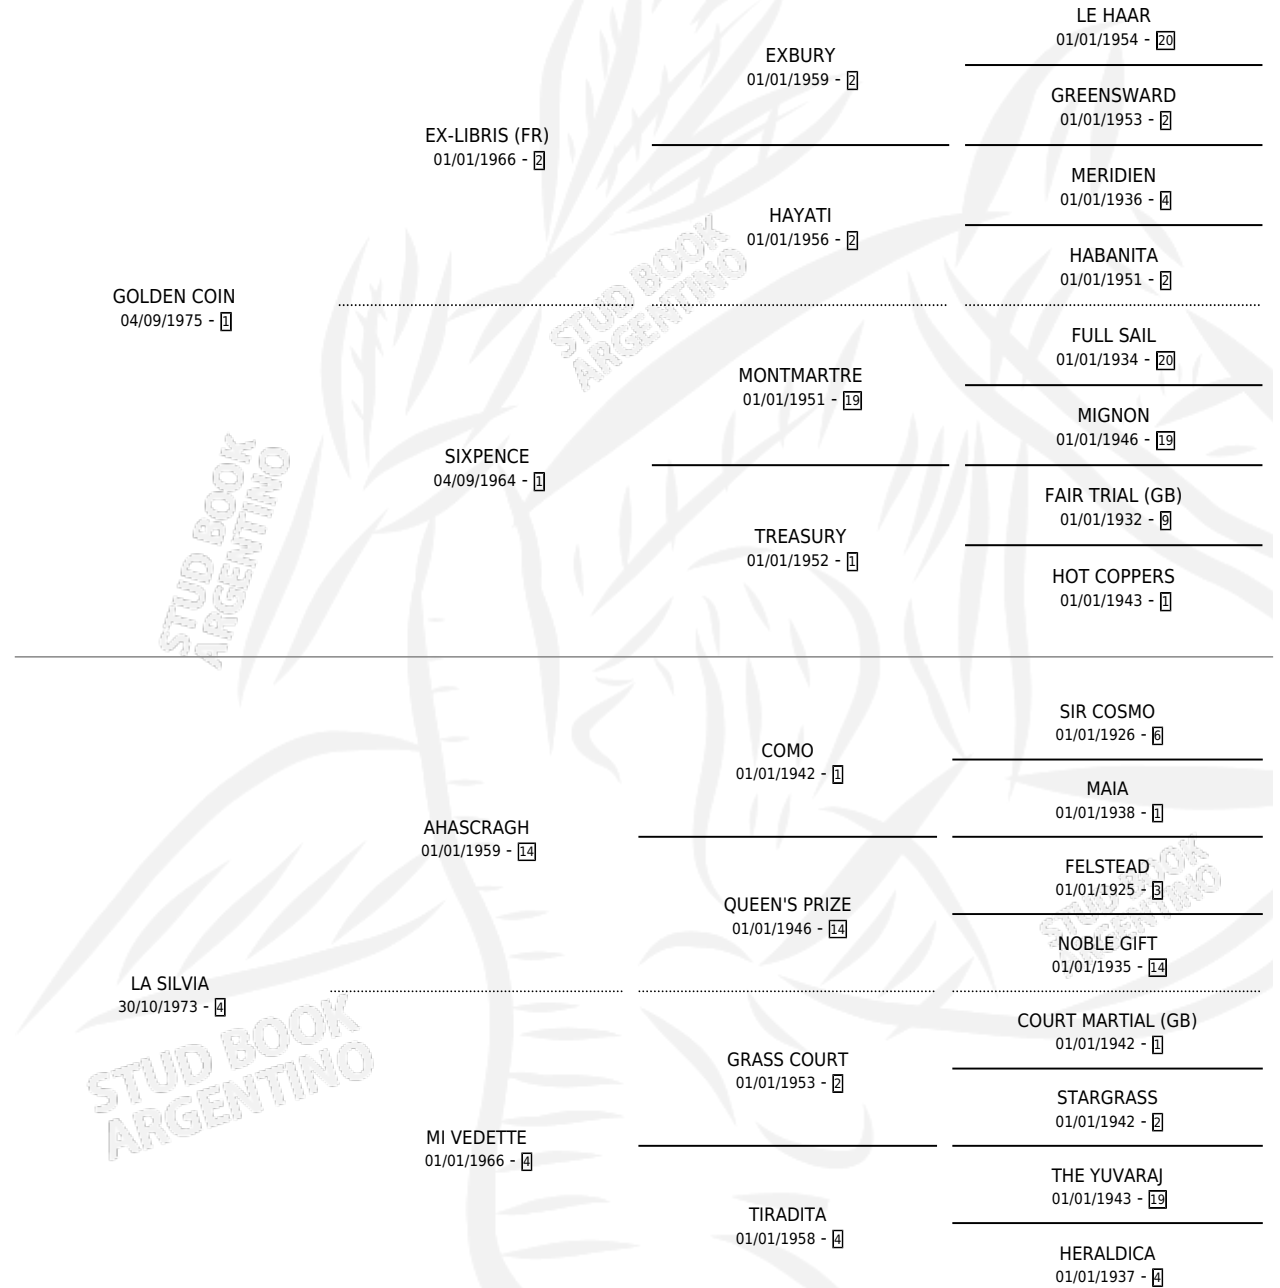 LE HAAR
01/01/1954 - 20
EXBURY
01/01/1959 - 2
GREENSWARD
01/01/1953 - 2
EX-LIBRIS (FR)
01/01/1966 - 2
MERIDIEN
01/01/1936 - 4
HAYATI
01/01/1956 - 2
HABANITA
01/01/1951 - 2
GOLDEN COIN
04/09/1975 - 1
FULL SAIL
01/01/1934 - 20
MONTMARTRE
01/01/1951 - 19
MIGNON
01/01/1946 - 19
SIXPENCE
04/09/1964 - 1
FAIR TRIAL (GB)
01/01/1932 - 9
TREASURY
01/01/1952 - 1
HOT COPPERS
01/01/1943 - 1
SIR COSMO
01/01/1926 - 6
COMO
01/01/1942 - 1
MAIA
01/01/1938 - 1
AHASCRAGH
01/01/1959 - 14
FELSTEAD
01/01/1925 - 3
QUEEN'S PRIZE
01/01/1946 - 14
NOBLE GIFT
01/01/1935 - 14
LA SILVIA
30/10/1973 - 4
COURT MARTIAL (GB)
01/01/1942 - 1
GRASS COURT
01/01/1953 - 2
STARGRASS
01/01/1942 - 2
MI VEDETTE
01/01/1966 - 4
THE YUVARAJ
01/01/1943 - 19
TIRADITA
01/01/1958 - 4
HERALDICA
01/01/1937 - 4
STUD BOOK
ARGENTINO
STUD BOOK
ARGENTINO
STUD BOOK
ARGENTINO
STUD BOOK
ARGENTINO